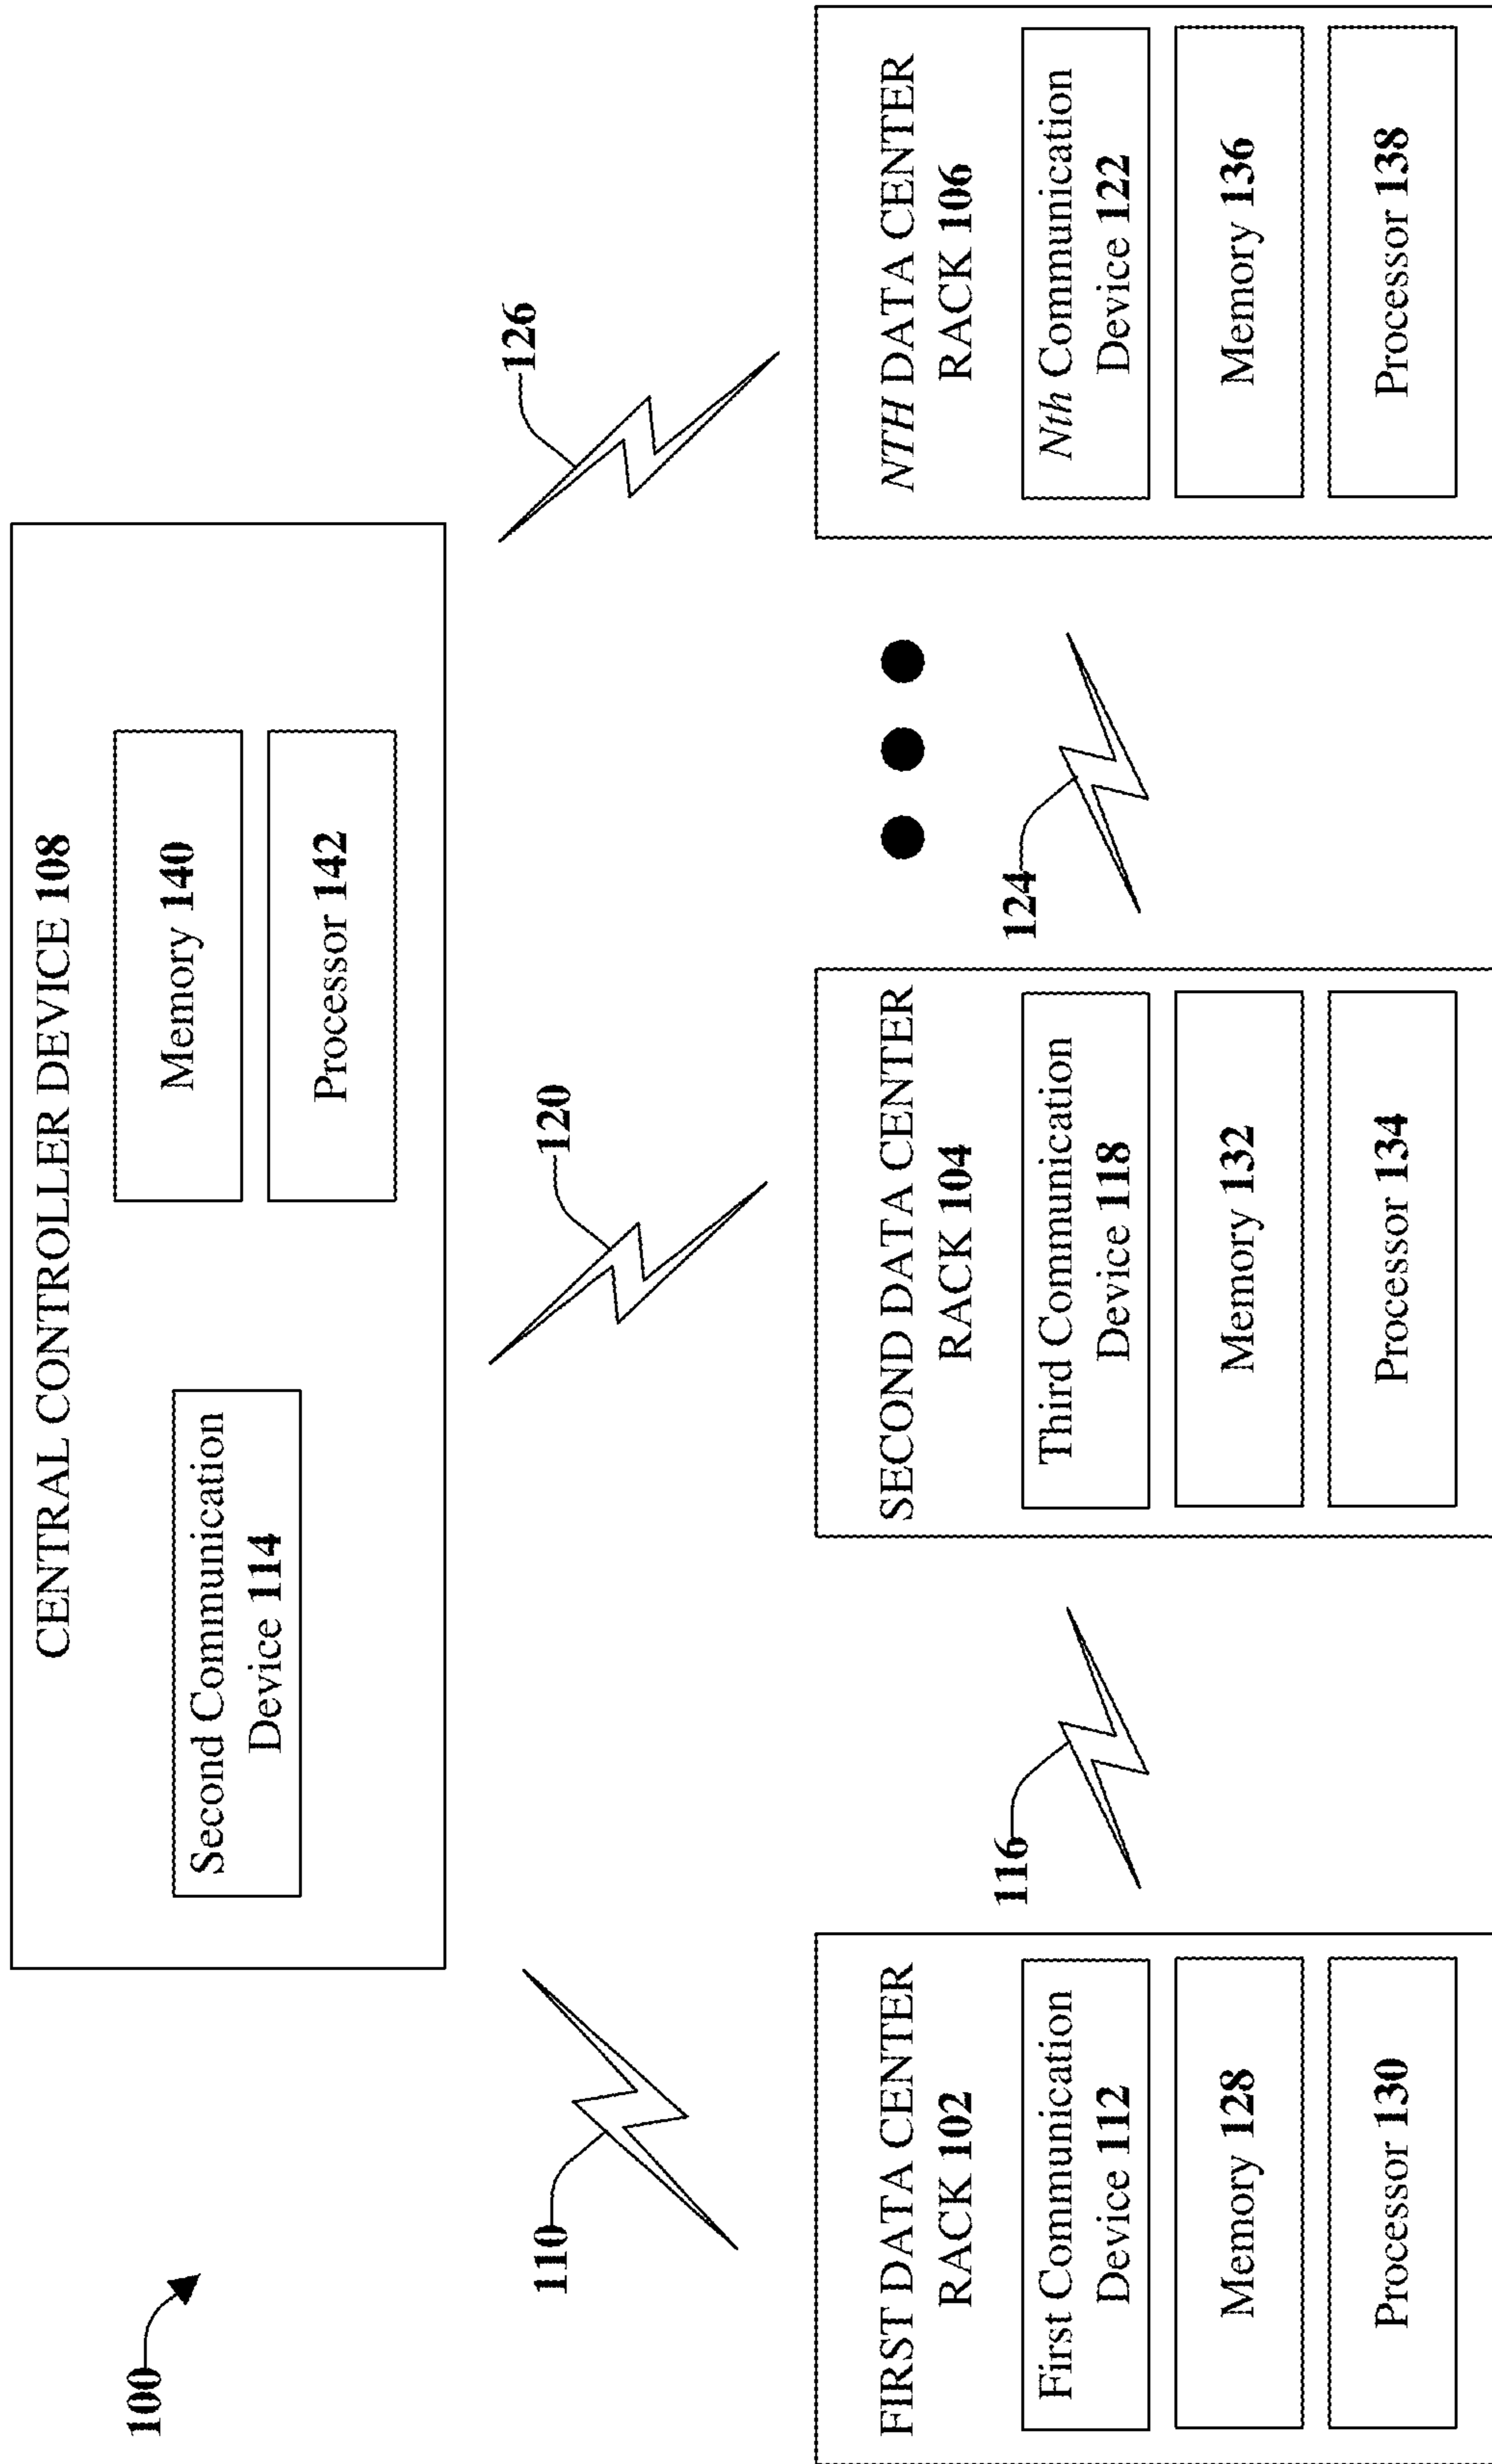 100
CENTRAL CONTROLLER DEVICE 108
Second Communication
Device 114
Memory 140
Processor 142
110
120
126
FIRST DATA CENTER
RACK 102
First Communication
Device 112
Memory 128
Processor 130
116
SECOND DATA CENTER
RACK 104
Third Communication
Device 118
Memory 132
Processor 134
124
NTH DATA CENTER
RACK 106
Nth Communication
Device 122
Memory 136
Processor 138